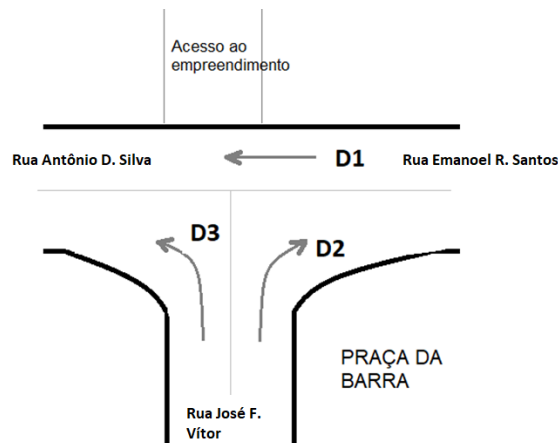 Acesso ao
empreendimento
Rua Antônio D. Silva
D1
Rua Emanoel R. Santos
D3
D2
PRAÇA DA
BARRA
Rua José F.
Vítor